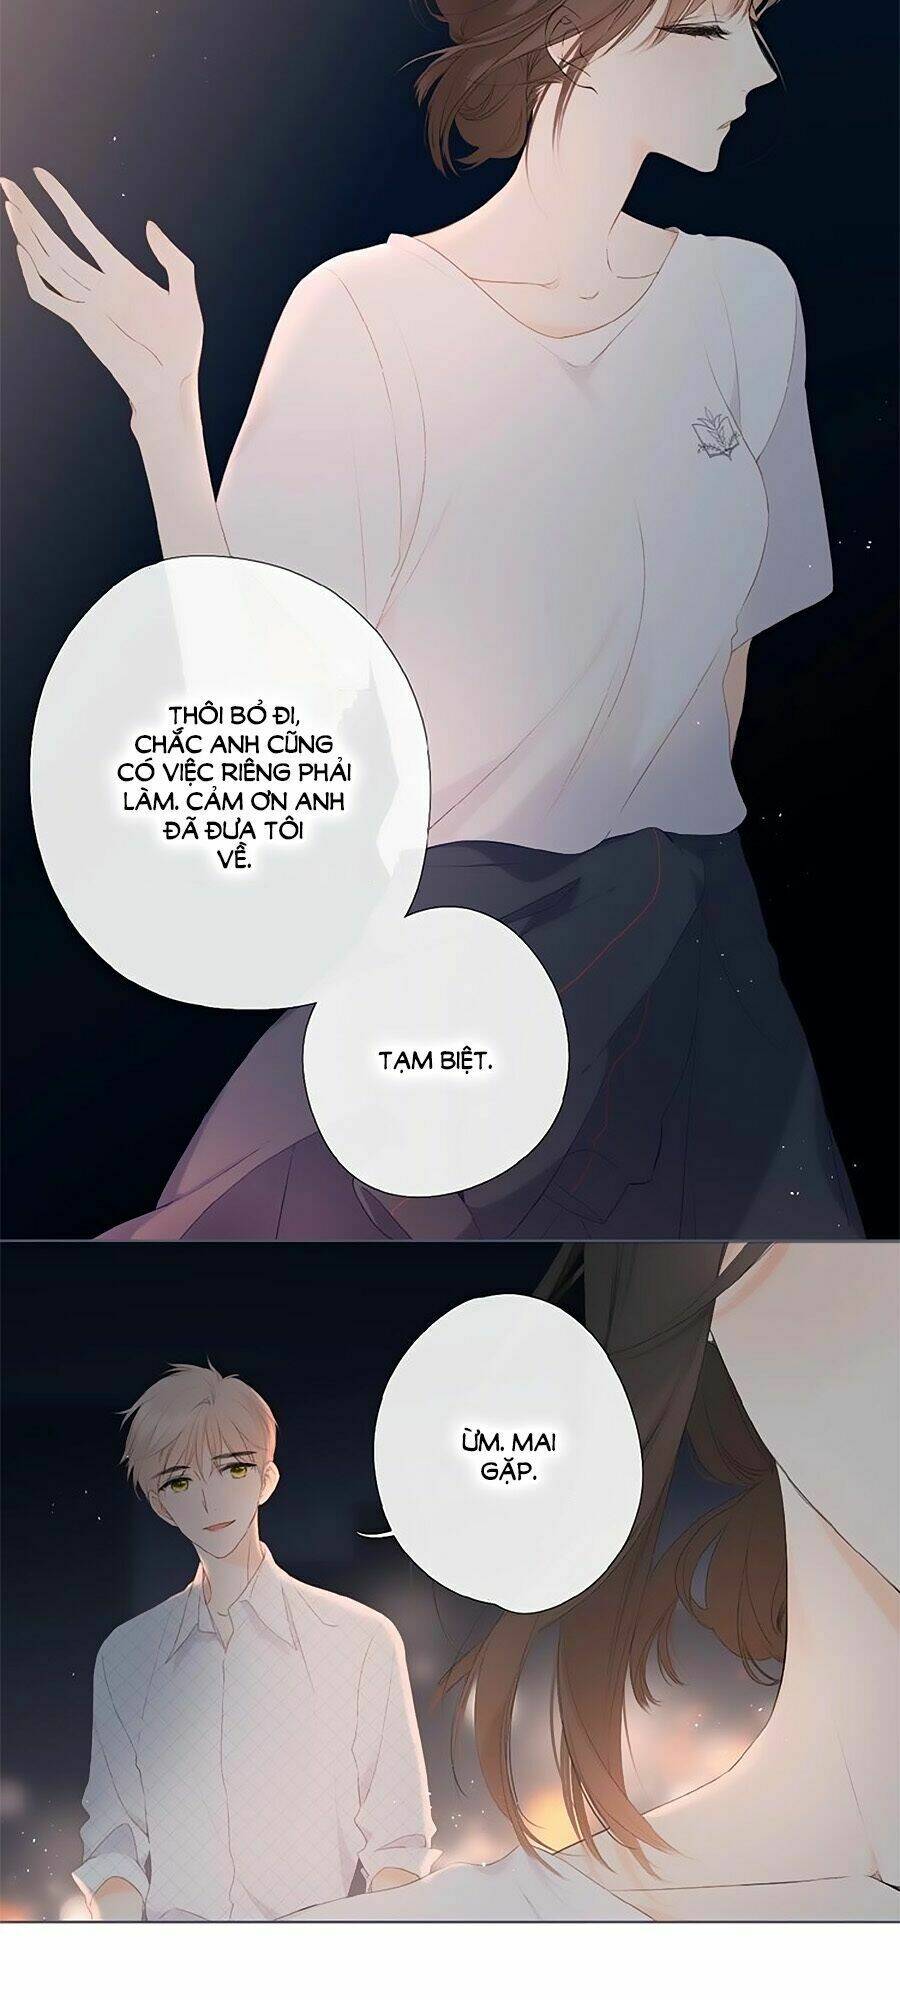 THÔI BỎ ĐI,
CHẮC ANH CŨNG
CÓ VIỆC RIÊNG PHẢI
LÀM. CẢM ƠN ANH
ĐÃ ĐƯA TÔI
VỀ.
TẠM BIỆT.
ỪM. MAI
GẶP.